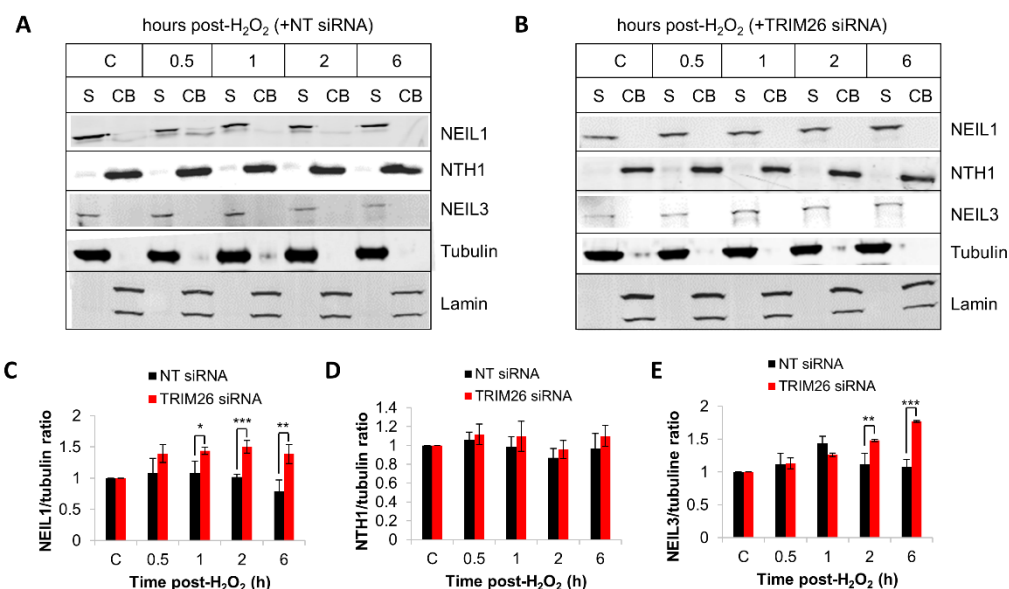 A
hours post-H₂O₂ (+NT siRNA)
C 0.5 1 2 6
S CB S CB S CB S CB S CB
NEIL1
NTH1
NEIL3
Tubulin
Lamin
B
hours post-H₂O₂ (+TRIM26 siRNA)
C 0.5 1 2 6
S CB S CB S CB S CB S CB
NEIL1
NTH1
NEIL3
Tubulin
Lamin
C
NT siRNA
TRIM26 siRNA
NEIL1/tubulin ratio
2
1.5
1
0.5
0
* *** **
C 0.5 1 2 6
Time post-H₂O₂ (h)
D
NT siRNA
TRIM26 siRNA
NTH1/tubulin ratio
1.4
1.2
1
0.8
0.6
0.4
0.2
0
C 0.5 1 2 6
Time post-H₂O₂ (h)
E
NT siRNA
TRIM26 siRNA
NEIL3/tubuline ratio
2
1.5
1
0.5
0
** ***
C 0.5 1 2 6
Time post-H₂O₂ (h)